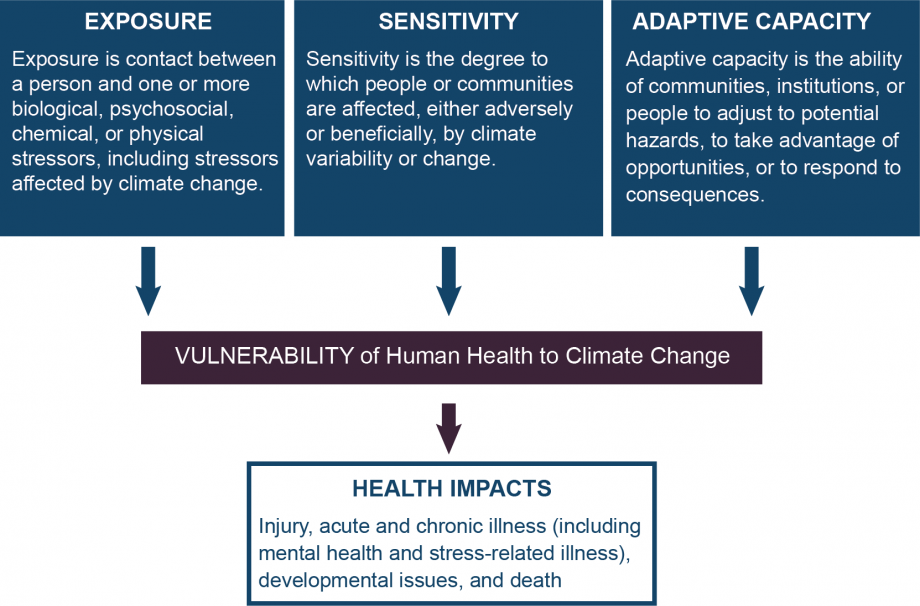 EXPOSURE
Exposure is contact between
a person and one or more
biological, psychosocial,
chemical, or physical
stressors, including stressors
affected by climate change.
SENSITIVITY
Sensitivity is the degree to
which people or communities
are affected, either adversely
or beneficially, by climate
variability or change.
ADAPTIVE CAPACITY
Adaptive capacity is the ability
of communities, institutions, or
people to adjust to potential
hazards, to take advantage of
opportunities, or to respond to
consequences.
VULNERABILITY of Human Health to Climate Change
HEALTH IMPACTS
Injury, acute and chronic illness (including
mental health and stress-related illness),
developmental issues, and death